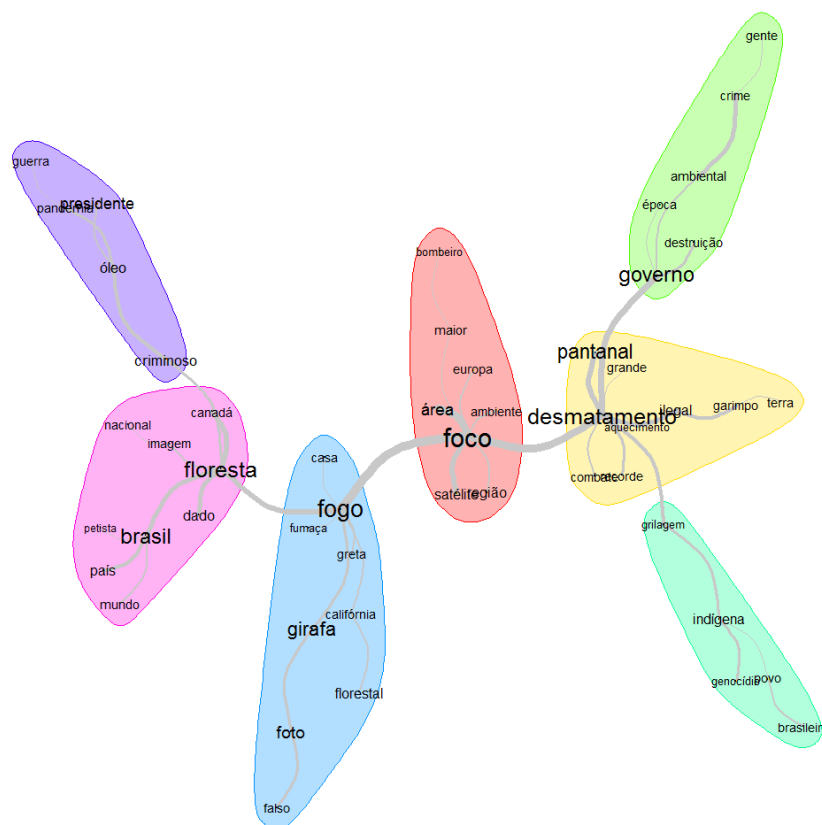 gente
crime
guerra
ambiental
pandemia
presidente
época
destruição
bombeiro
óleo
governo
maior
pantanal
criminoso
europa
grande
canadá
área
ambiente
ilegal
garimpo
terra
nacional
desmatamento
aquecimento
imagem
foco
floresta
casa
combate
recorde
satélite
região
fogo
dado
petista
fumaça
grilagem
brasil
greta
país
mundo
califórnia
indígena
girafa
genocídio
povo
florestal
foto
brasileir
falso